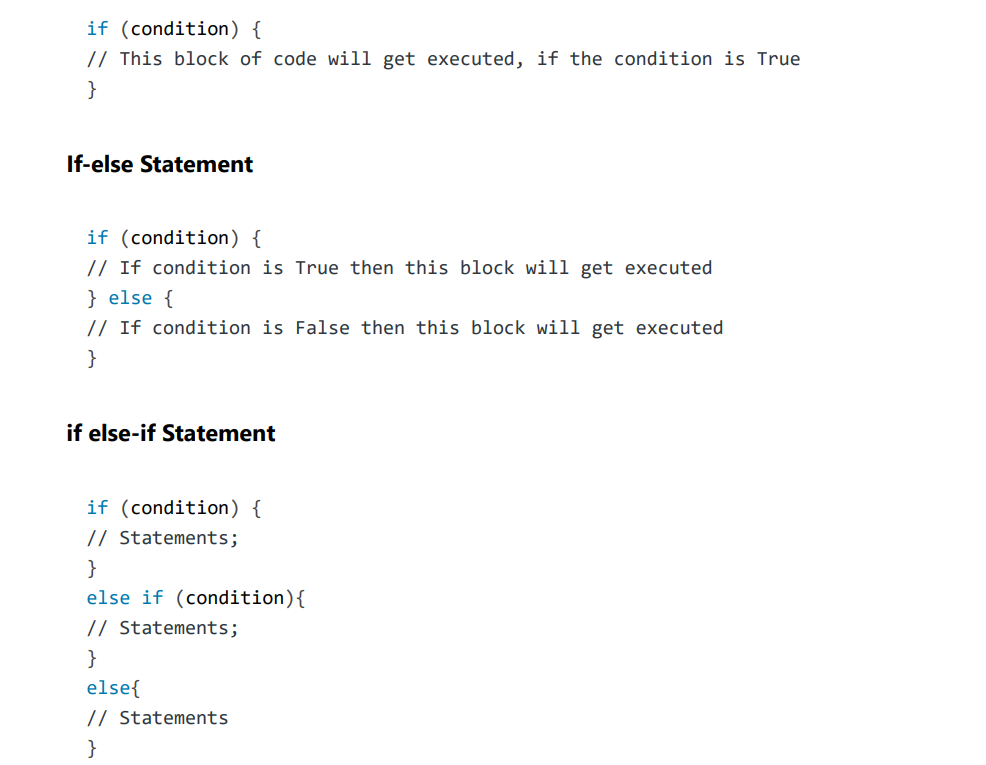 if (condition) {
// This block of code will get executed, if the condition is True
}
If-else Statement
if (condition) {
// If condition is True then this block will get executed
} else {
// If condition is False then this block will get executed
}
if else-if Statement
if (condition) {
// Statements;
}
else if (condition){
// Statements;
}
else{
// Statements
}